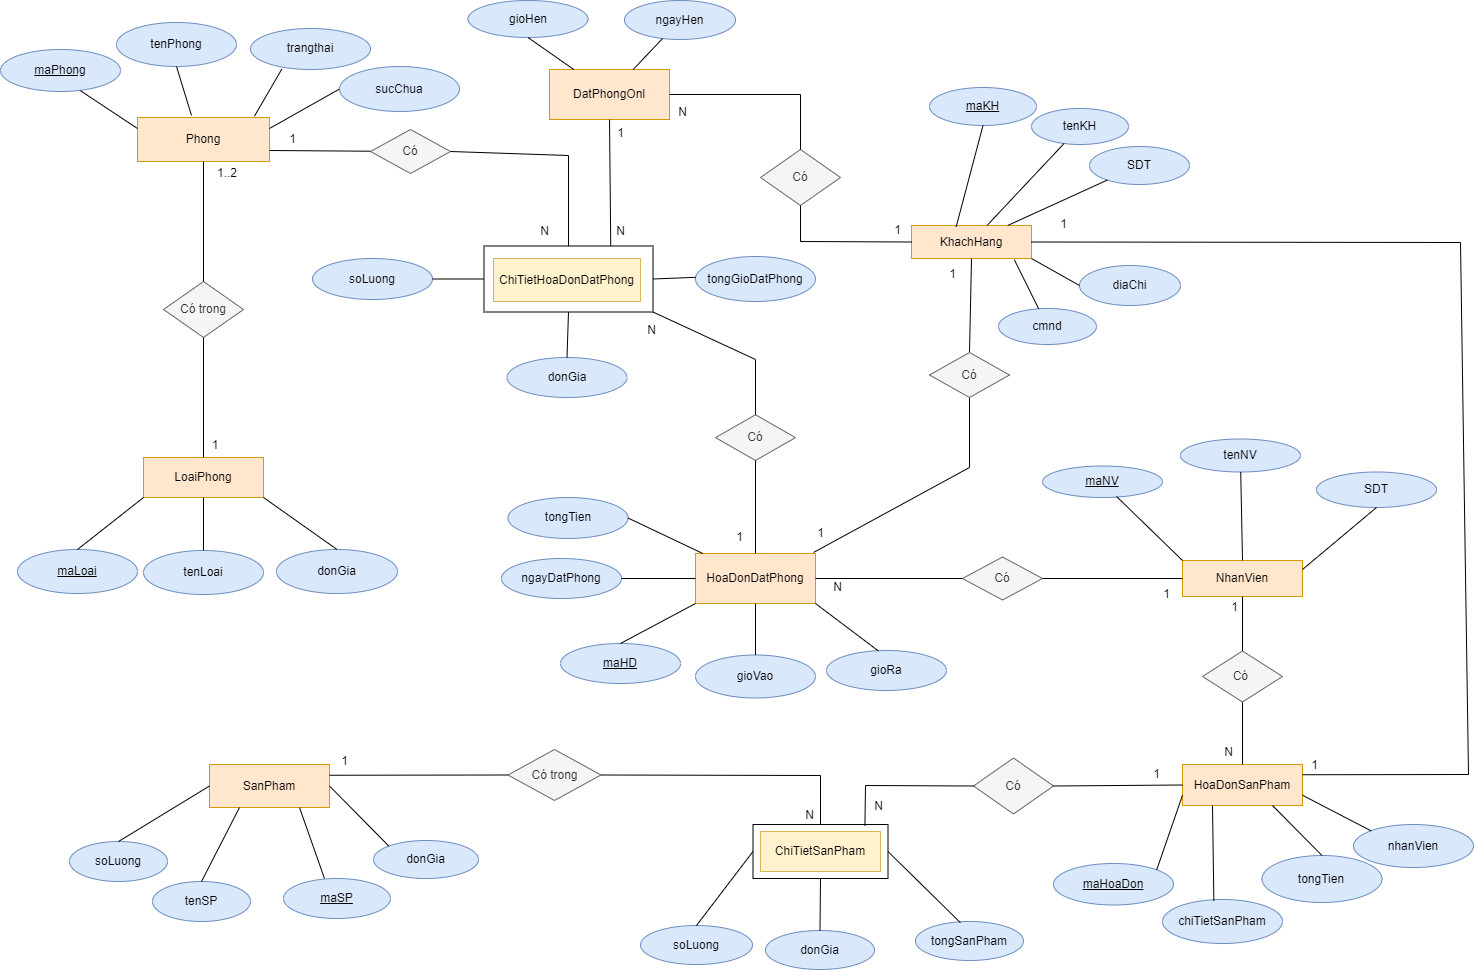 gioHen
ngayHen
tenPhong
trangthai
maPhong
sucChua
DatPhongOnl
N
1
Phong
1
Có
1..2
maKH
tenKH
SDT
Có
1
1
KhachHang
1
N
N
soLuong
ChiTietHoaDonDatPhong
tongGioDatPhong
diaChi
cmnd
N
Có trong
donGia
Có
Có
1
LoaiPhong
maLoai
tenLoai
donGia
tenNV
maNV
SDT
tongTien
1
1
ngayDatPhong
HoaDonDatPhong
N
Có
1
NhanVien
1
maHD
gioVao
gioRa
Có
N
1
SanPham
1
Có trong
N
N
Có
1
HoaDonSanPham
soLuong
tenSP
maSP
donGia
ChiTietSanPham
nhanVien
maHoaDon
tongTien
chiTietSanPham
soLuong
donGia
tongSanPham